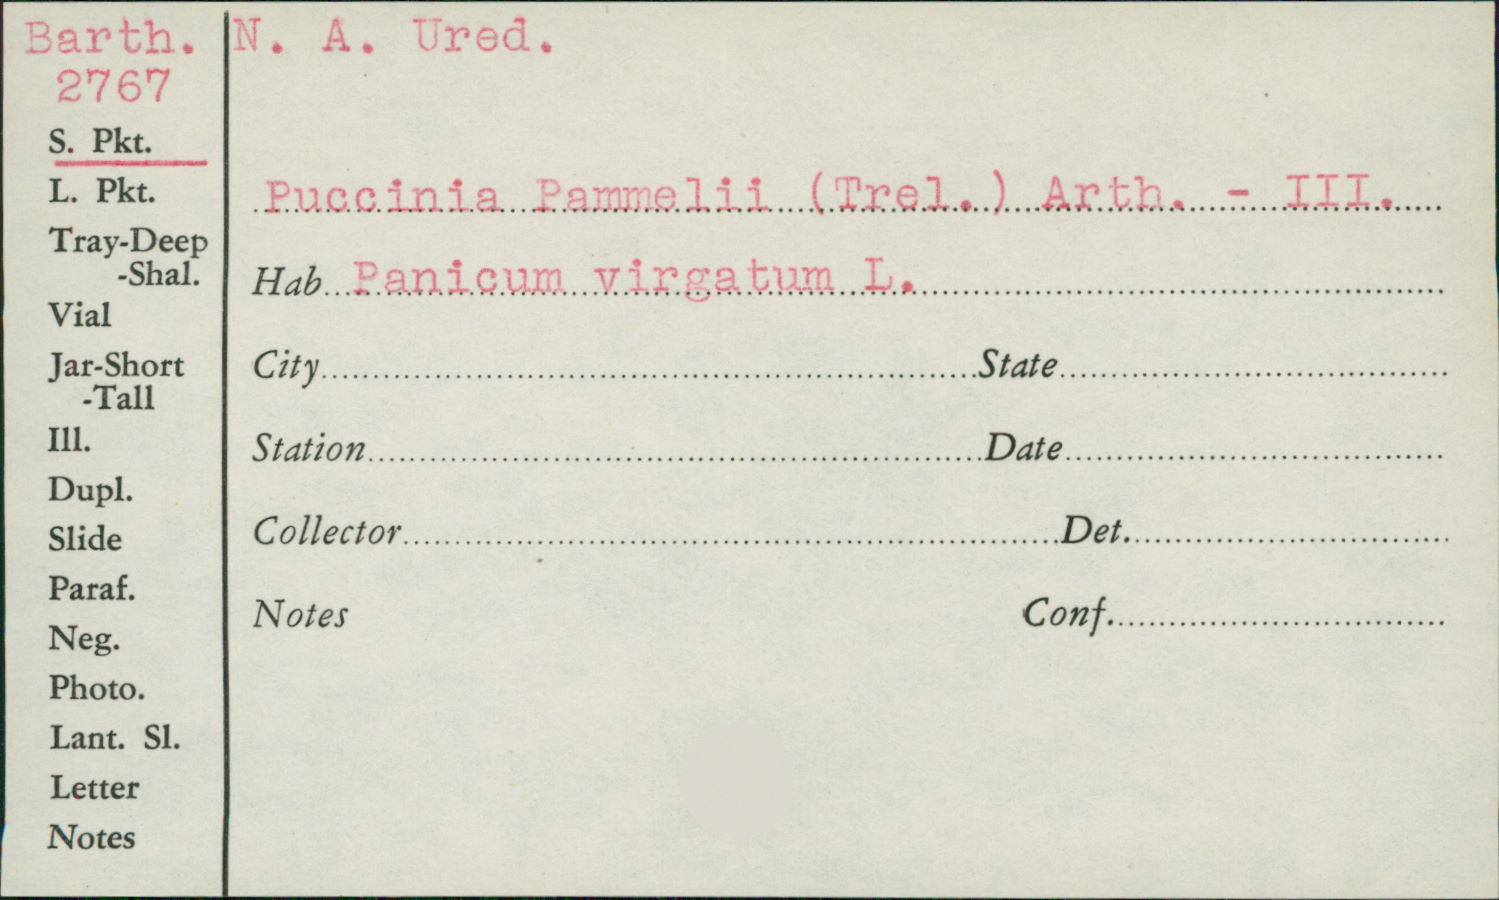 Barth. N. A. Ured.
2767
S. Pkt.
L. Pkt.
Tray-Deep
-Shal.
Vial
Jar-Short
-Tall
Ill.
Dupl.
Slide
Paraf.
Neg.
Photo.
Lant. Sl.
Letter
Notes
Puccinia Pammelii (Trel.) Arth. - III.
Hab. Panicum virgatum L.
City State
Station Date
Collector Det.
Notes Conf.